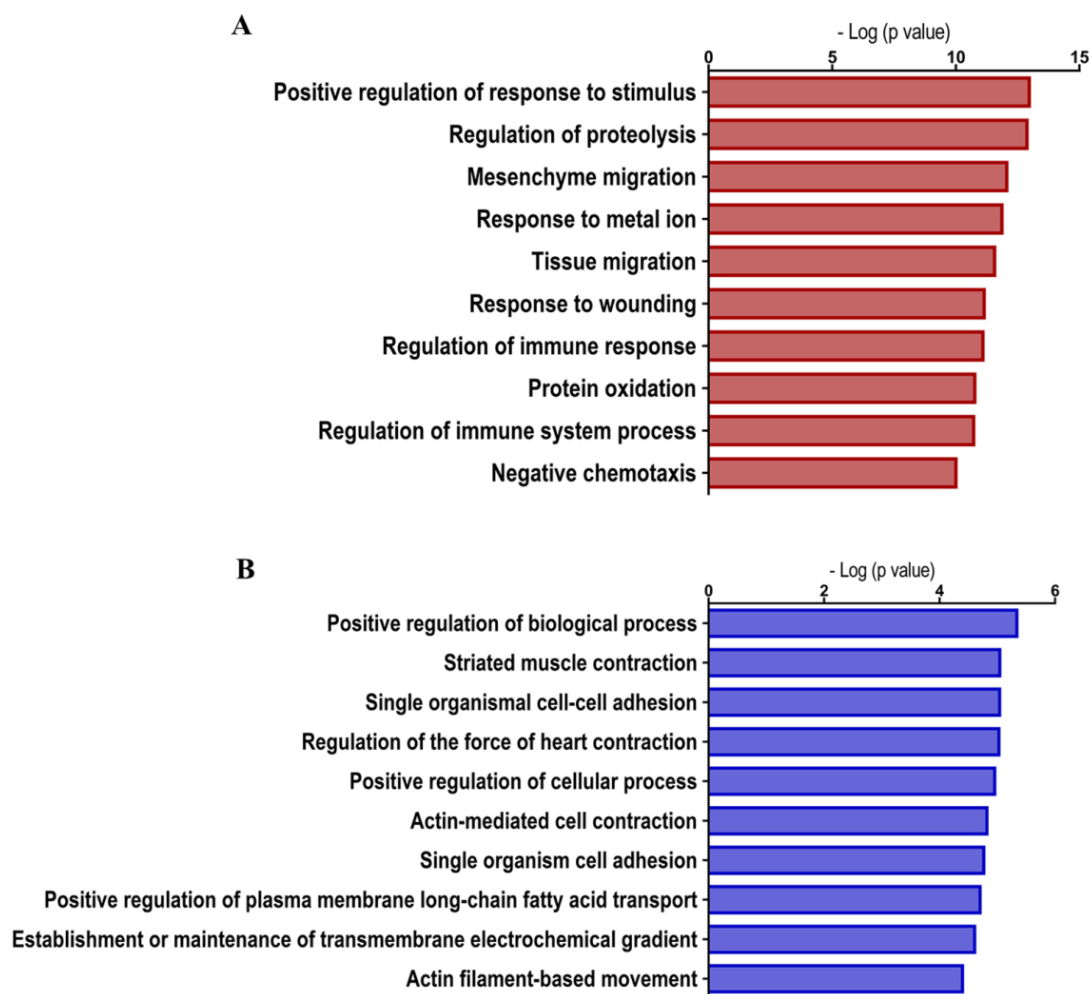 A
- Log (p value)
0 5 10 15
Positive regulation of response to stimulus
Regulation of proteolysis
Mesenchyme migration
Response to metal ion
Tissue migration
Response to wounding
Regulation of immune response
Protein oxidation
Regulation of immune system process
Negative chemotaxis
B
- Log (p value)
0 2 4 6
Positive regulation of biological process
Striated muscle contraction
Single organismal cell-cell adhesion
Regulation of the force of heart contraction
Positive regulation of cellular process
Actin-mediated cell contraction
Single organism cell adhesion
Positive regulation of plasma membrane long-chain fatty acid transport
Establishment or maintenance of transmembrane electrochemical gradient
Actin filament-based movement